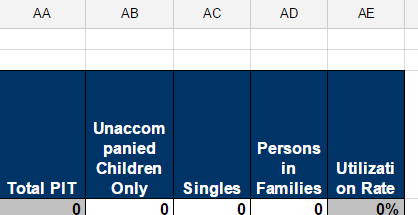 AA AB AC AD AE
Unaccom
panied Persons
Children in Utilizati
Total PIT Only Singles Families on Rate
0 0 0 0 0%